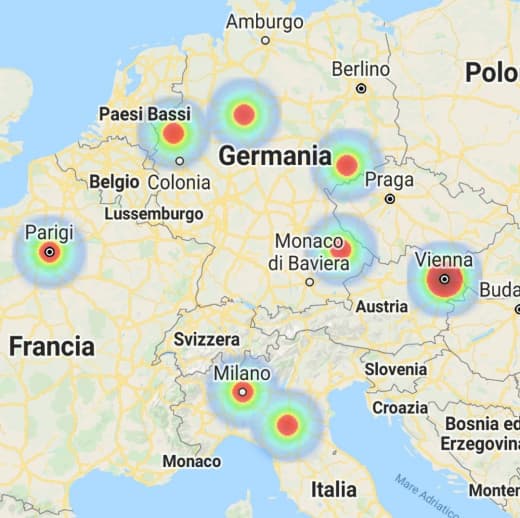 Amburgo
Berlino
Polo
Paesi Bassi
Germania
Belgio
Colonia
Praga
Lussemburgo
Parigi
Monaco
di Baviera
Vienna
Buda
Austria
Francia
Svizzera
Slovenia
Milano
Croazia
Bosnia ed
Erzegovina
Monaco
Italia
Mare Adriatico
Monten